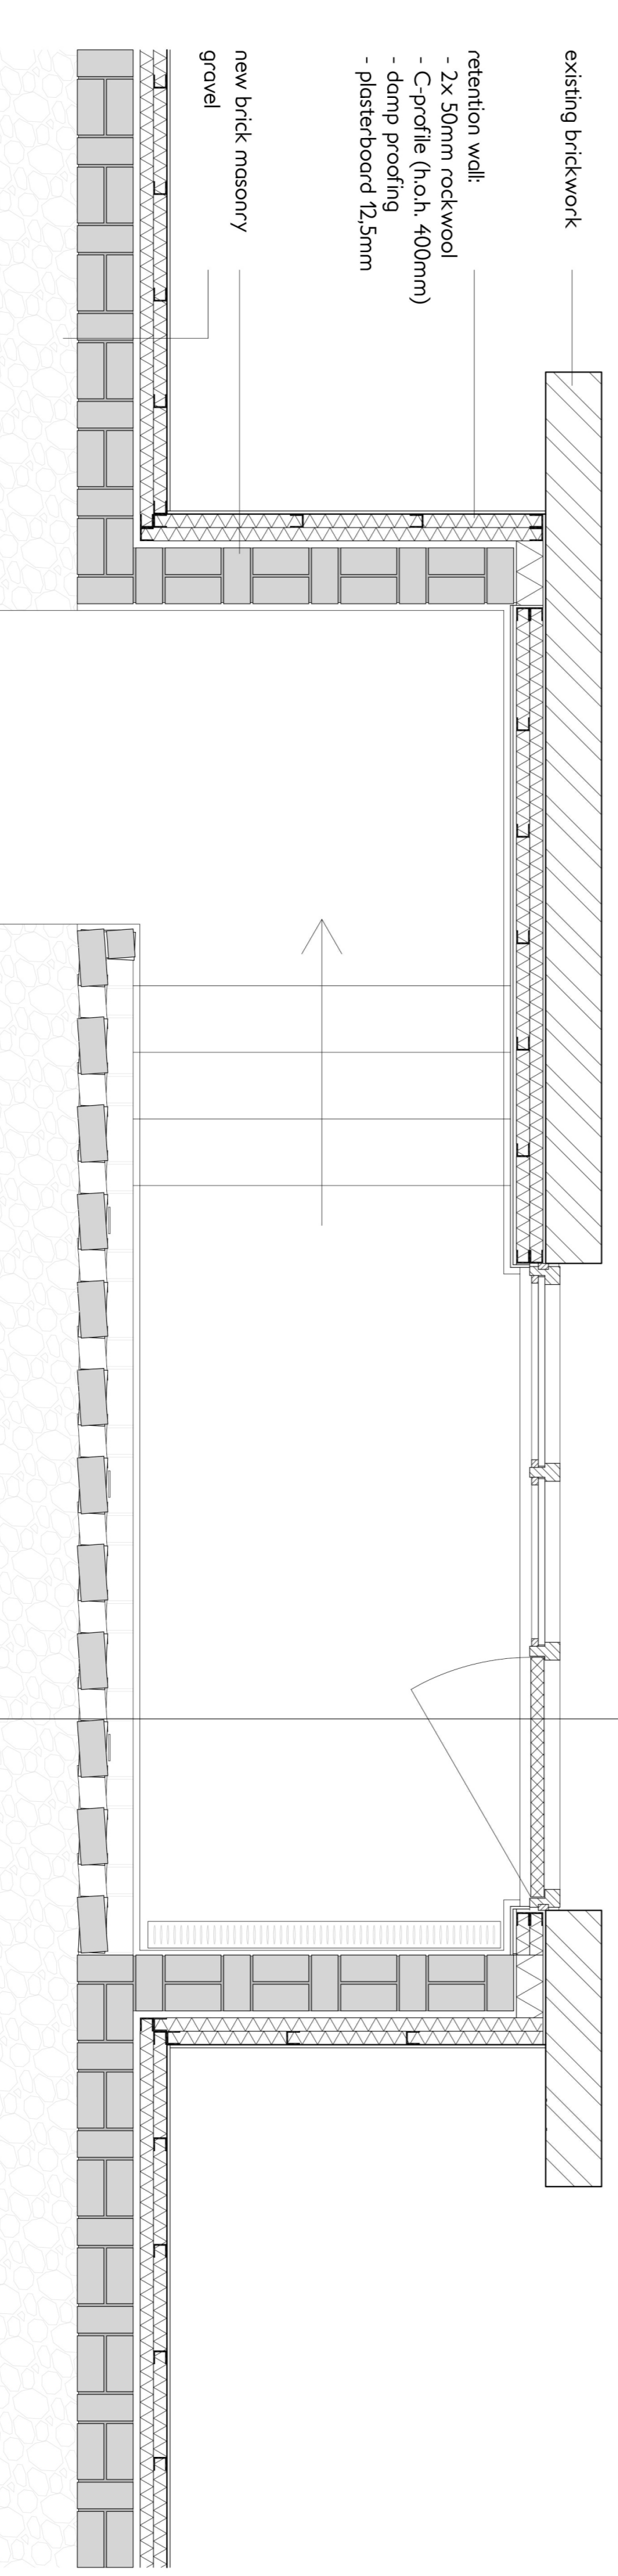 existing brickwork
retention wall:
- 2x 50mm rockwool
- C-profile (h.o.h. 400mm)
- damp proofing
- plasterboard 12,5mm
new brick masonry
gravel